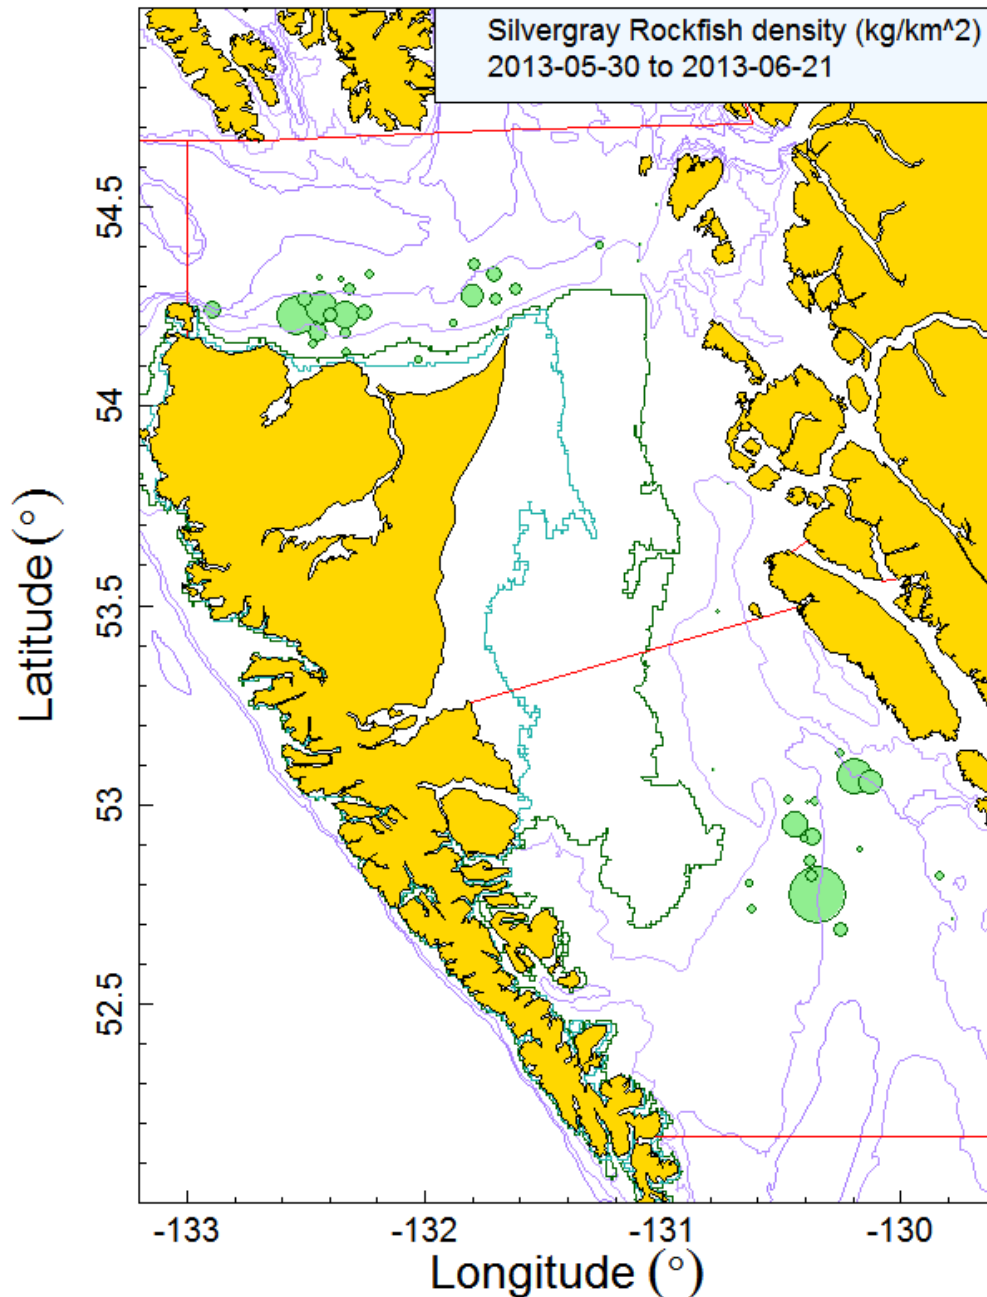 Silvergray Rockfish density (kg/km^2)
2013-05-30 to 2013-06-21
54.5
54
53.5
53
52.5
Latitude (°)
-133
-132
-131
-130
Longitude (°)